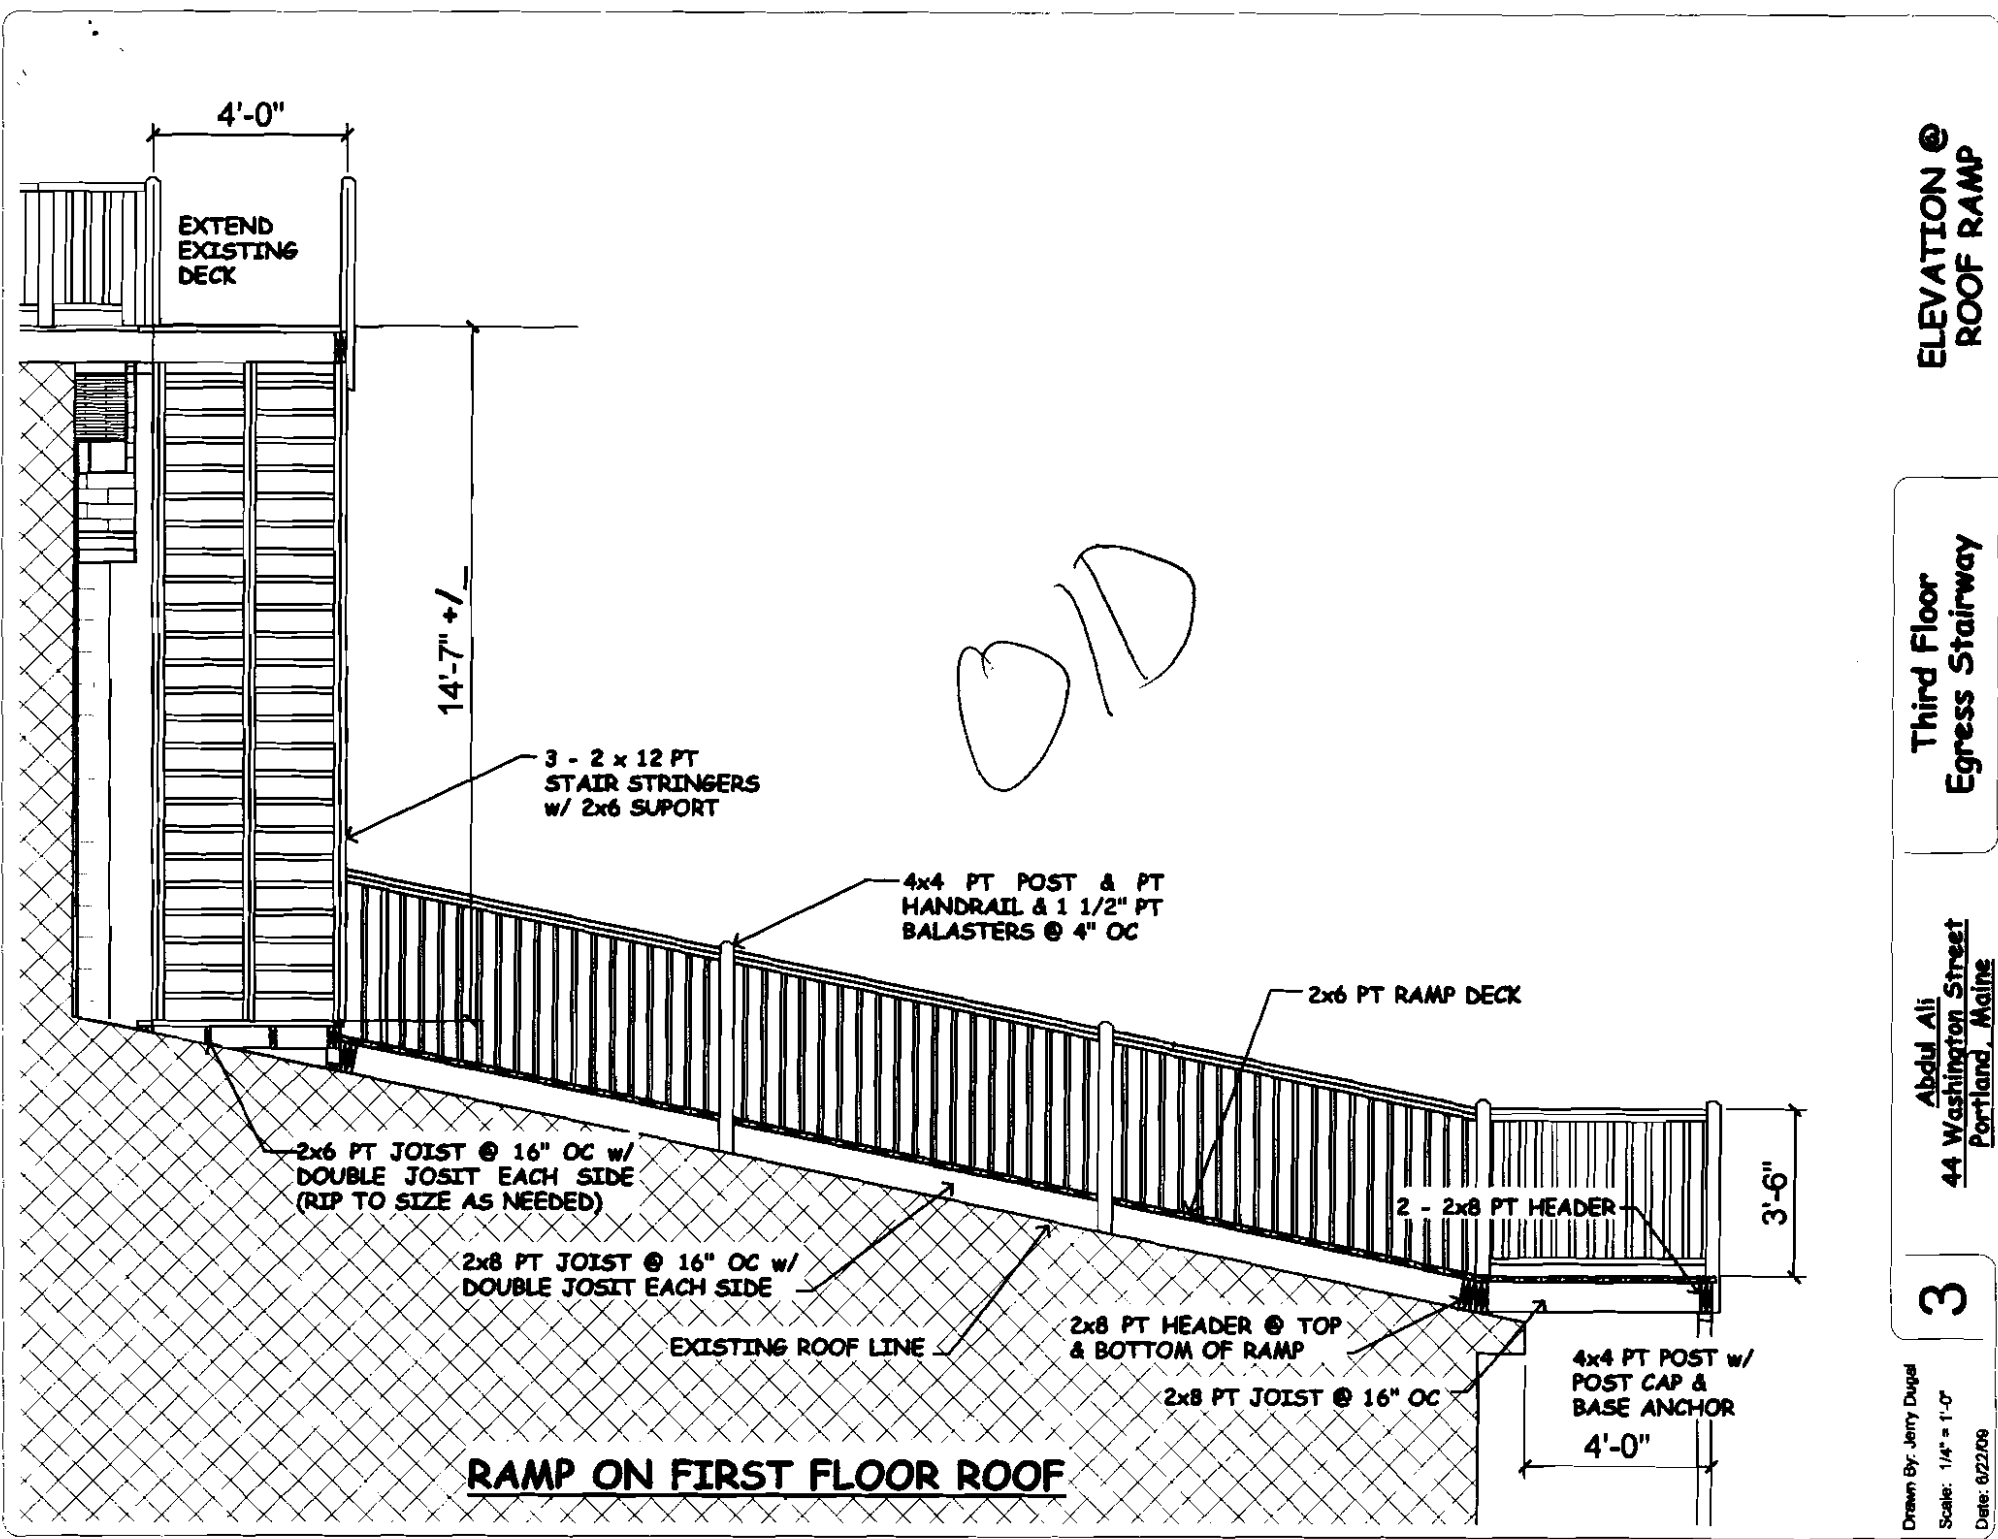 4'-0"
EXTEND
EXISTING
DECK
14'-7" +/_
3 - 2 x 12 PT
STAIR STRINGERS
w/ 2x6 SUPORT
4x4 PT POST & PT
HANDRAIL & 1 1/2" PT
BALASTERS @ 4" OC
2x6 PT RAMP DECK
2x6 PT JOIST @ 16" OC w/
DOUBLE JOSIT EACH SIDE
(RIP TO SIZE AS NEEDED)
2x8 PT JOIST @ 16" OC w/
DOUBLE JOSIT EACH SIDE
EXISTING ROOF LINE
2 - 2x8 PT HEADER
3'-6"
2x8 PT HEADER @ TOP
& BOTTOM OF RAMP
2x8 PT JOIST @ 16" OC
4x4 PT POST w/
POST CAP &
BASE ANCHOR
4'-0"
RAMP ON FIRST FLOOR ROOF
ELEVATION @
ROOF RAMP
Third Floor
Egress Stairway
Abdul Ali
44 Washington Street
Portland, Maine
3
Drawn By: Jerry Dugal
Scale: 1/4" = 1'-0"
Date: 6/22/09